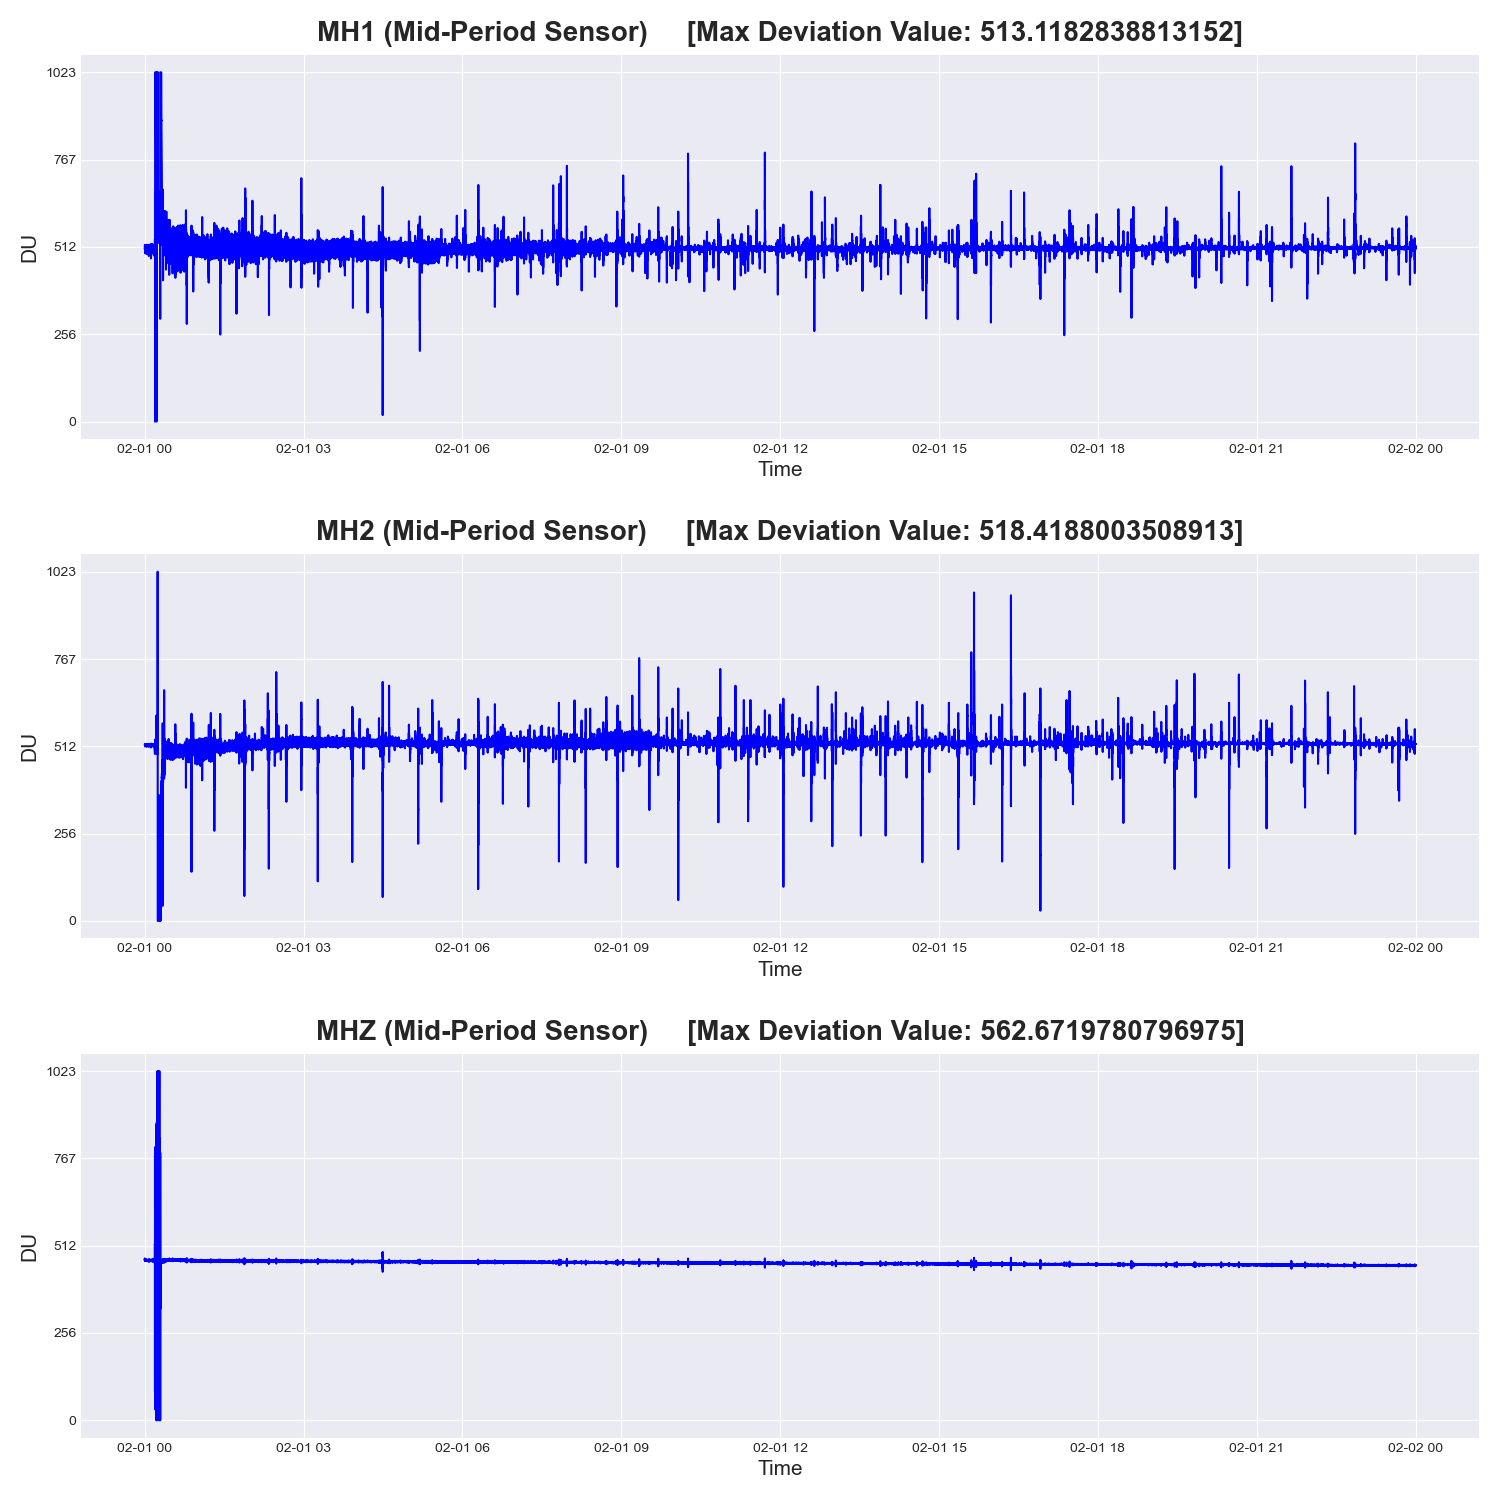 MH1 (Mid-Period Sensor) [Max Deviation Value: 513.1182838813152]
1023
767
512
256
0
DU
02-01 00 02-01 03 02-01 06 02-01 09 02-01 12 02-01 15 02-01 18 02-01 21 02-02 00
Time
MH2 (Mid-Period Sensor) [Max Deviation Value: 518.4188003508913]
1023
767
512
256
0
DU
02-01 00 02-01 03 02-01 06 02-01 09 02-01 12 02-01 15 02-01 18 02-01 21 02-02 00
Time
MHZ (Mid-Period Sensor) [Max Deviation Value: 562.6719780796975]
1023
767
512
256
0
DU
02-01 00 02-01 03 02-01 06 02-01 09 02-01 12 02-01 15 02-01 18 02-01 21 02-02 00
Time